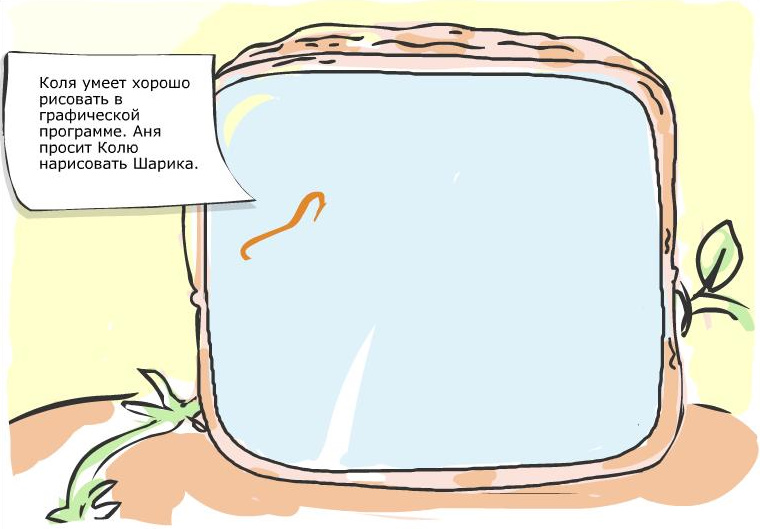 Коля умеет хорошо
рисовать в
графической
программе. Аня
просит Колю
нарисовать Шарика.